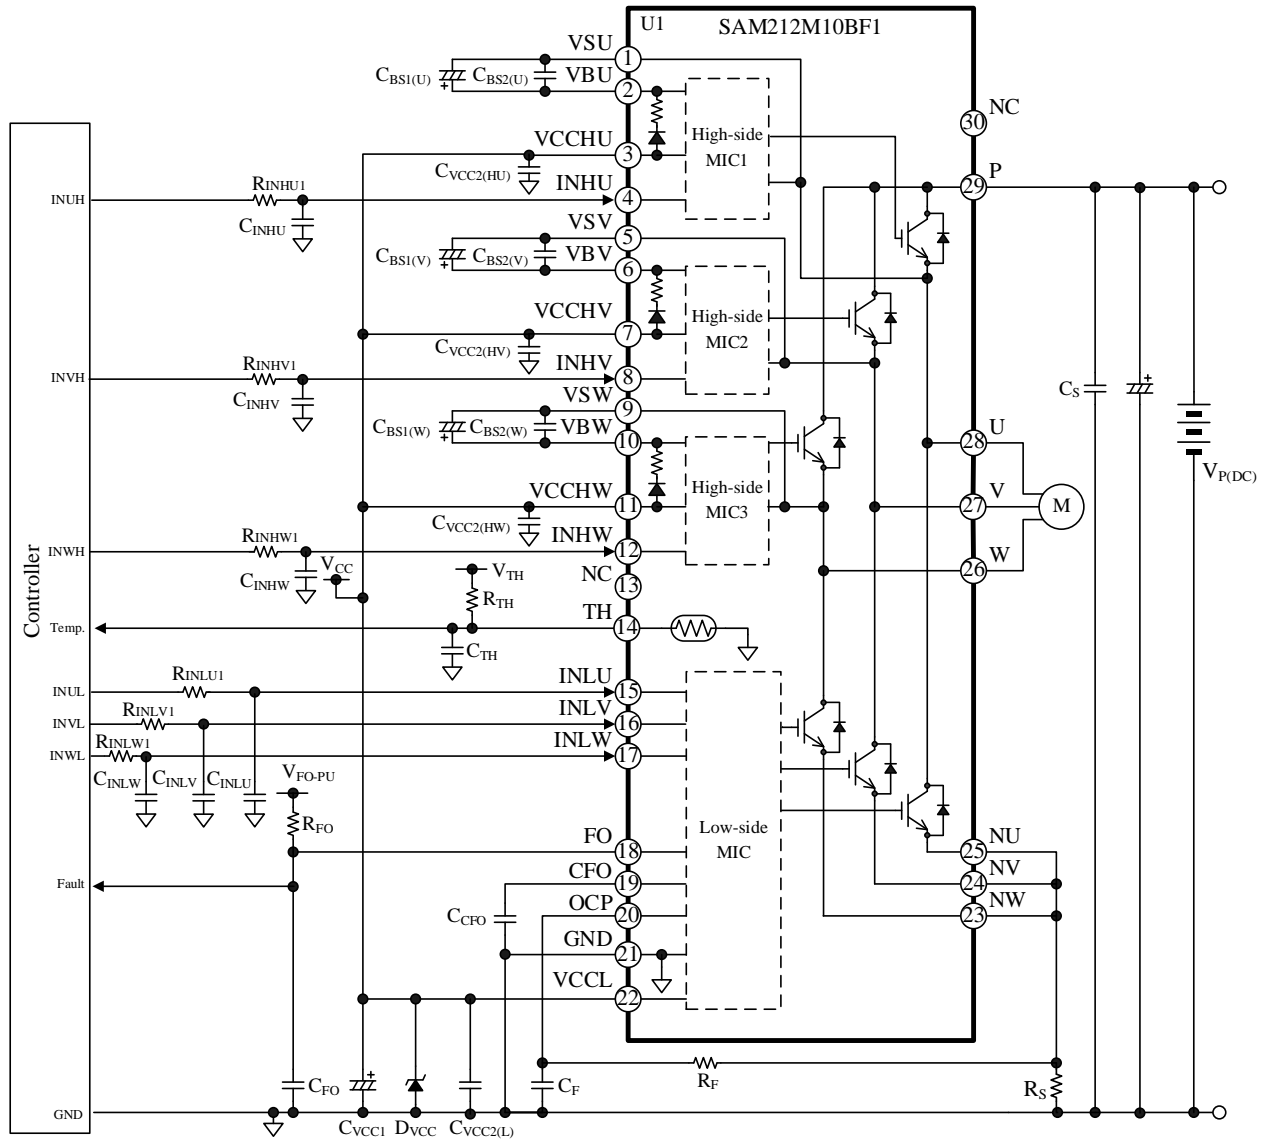 U1
SAM212M10BF1
VSU
1
CBS1(U)
+
CBS2(U)
VBU
2
NC
30
High-side
MIC1
VCCHU
3
CVCC2(HU)
P
29
INUH
RINHU1
INHU
4
CINHU
VSV
5
CBS1(V)
+
CBS2(V)
VBV
6
VCCHV
7
High-side
MIC2
CVCC2(HV)
INVH
RINHV1
INHV
8
CINHV
CS
+
VSW
9
CBS1(W)
+
CBS2(W)
VBW
10
U
28
VP(DC)
High-side
MIC3
VCCHW
11
CVCC2(HW)
V
27
M
INWH
RINHW1
INHW
12
W
26
VCC
CINHW
NC
13
VTH
RTH
Controller
Temp.
TH
14
CTH
INUL
RINLU1
INLU
15
INVL
RINLV1
INLV
16
INWL
RINLW1
INLW
17
CINLW
CINLV
CINLU
VFO-PU
RFO
Low-side
MIC
FO
18
NU
25
Fault
CFO
19
NV
24
OCP
20
NW
23
CCFO
GND
21
VCCL
22
RF
CFO
+
CF
RS
GND
CVCC1
DVCC
CVCC2(L)